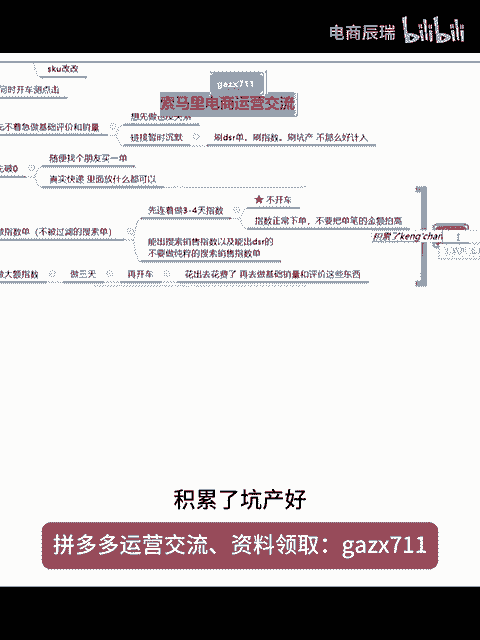 电商辰瑞 bilibili
sku改改
gazx711
同时开车测点击
索马里电商运营交流
先不着急做基础评价和销量
想先做也没关系
链接暂时沉默
刷dsr单，刷指数，刷坑产 不怎么好计入
先破0
随便找个朋友买一单
真实快递 里面放什么都可以
先连着做3-4天指数
不开车
指数正常下单，不要把单笔的金额拍高
积累了keng'chan
做指数单（不被过滤的搜索单）
能出搜索销售指数以及能出dsr的
不要做纯粹的搜索销售指数单
做大额指数
做三天
再开车
花出去花费了 再去做基础销量和评价这些东西
积累了坑产好
拼多多运营交流、资料领取：gazx711